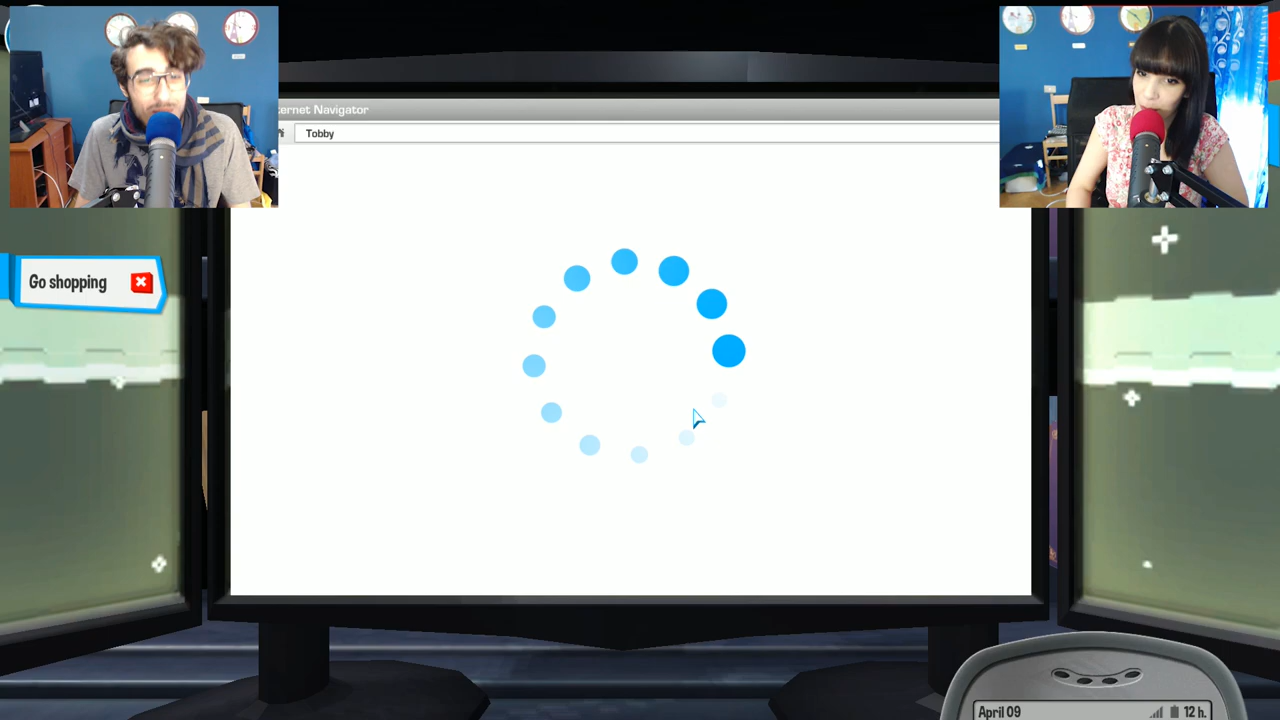 ternet Navigator
Tobby
Go shopping
April 09
12 h.